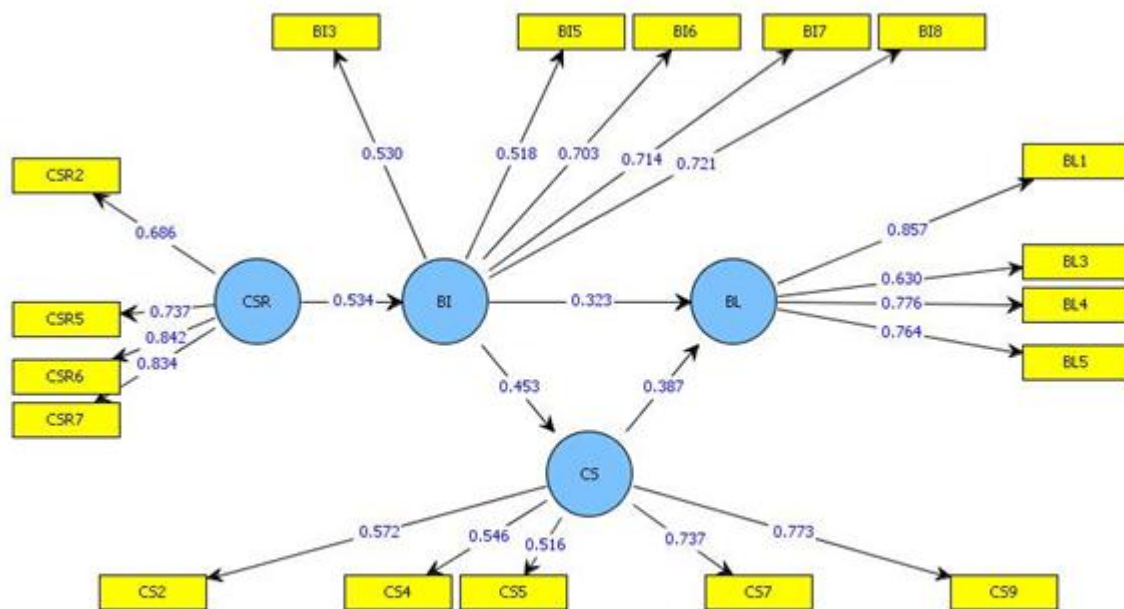 BI3
BI5
BI6
BI7
BI8
0.530
0.518
0.703
0.714
0.721
CSR2
BL1
0.686
0.857
CSR
0.534
BI
0.323
BL
0.630
BL3
CSR5
0.737
0.776
BL4
0.842
0.764
CSR6
0.834
BL5
CSR7
0.453
0.387
CS
0.572
0.546
0.516
0.737
0.773
CS2
CS4
CS5
CS7
CS9